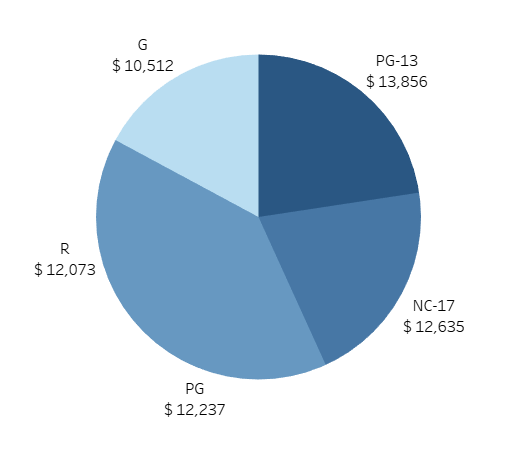 G
$ 10,512
PG-13
$ 13,856
R
$ 12,073
NC-17
$ 12,635
PG
$ 12,237